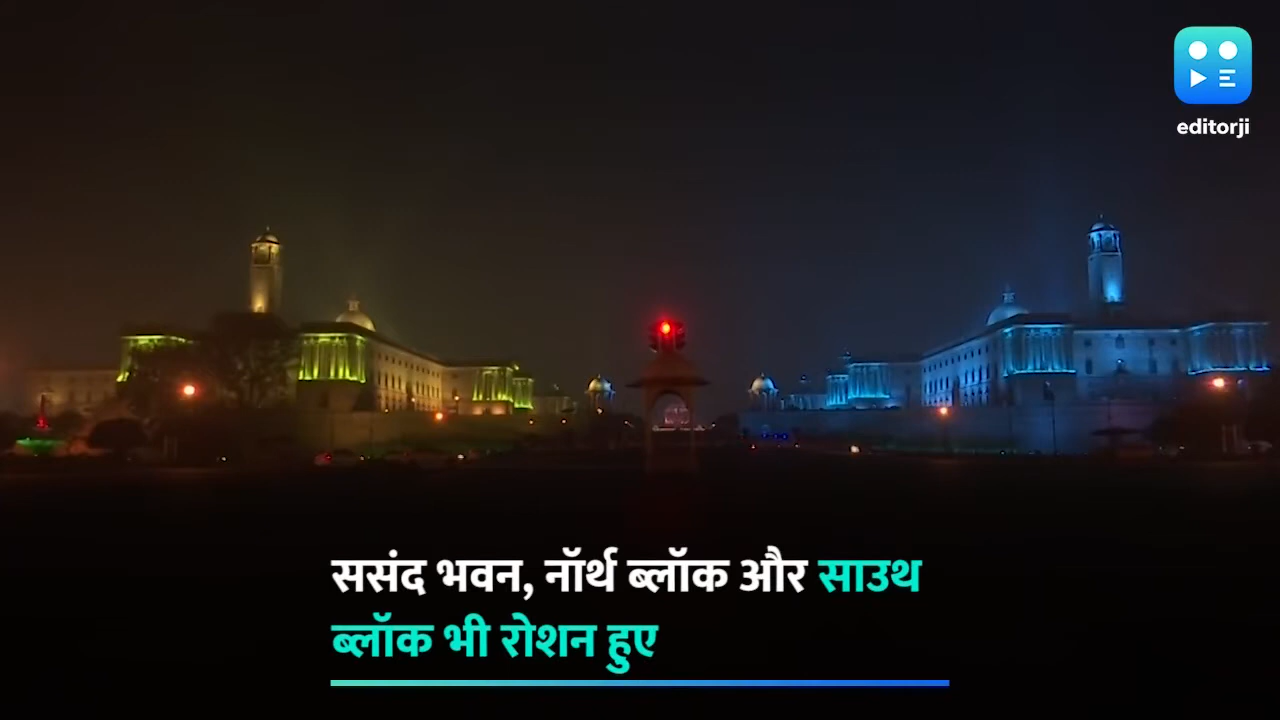 editorji
ससंद भवन, नॉर्थ ब्लॉक और साउथ
ब्लॉक भी रोशन हुए